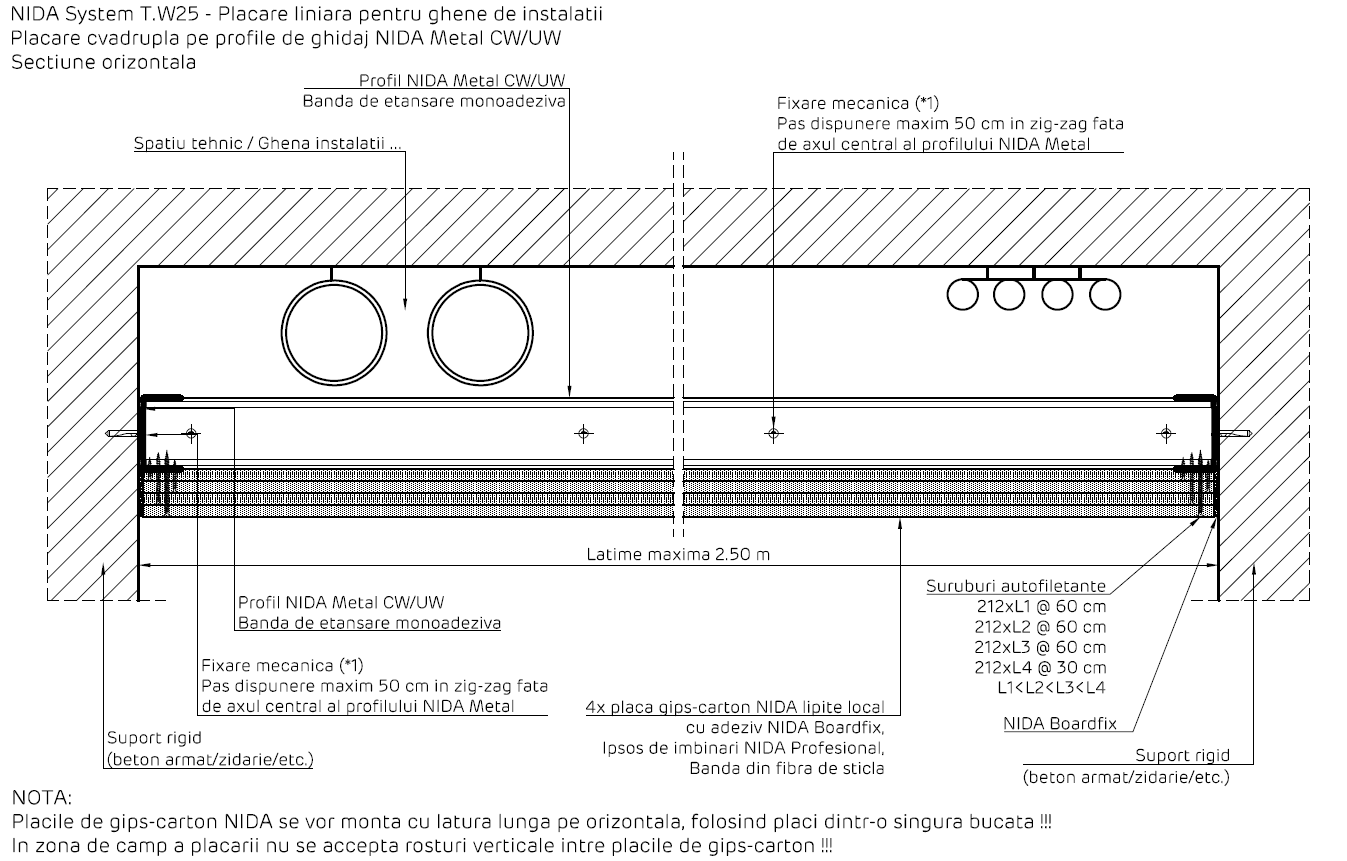 NIDA System T.W25 - Placare liniara pentru ghene de instalatii
Placare cvadrupla pe profile de ghidaj NIDA Metal CW/UW
Sectiune orizontala
Profil NIDA Metal CW/UW
Banda de etansare monoadeziva
Fixare mecanica (*1)
Pas dispunere maxim 50 cm in zig-zag fata
de axul central al profilului NIDA Metal
Spatiu tehnic / Ghena instalatii ...
Latime maxima 2.50 m
Profil NIDA Metal CW/UW
Banda de etansare monoadeziva
Suruburi autofiletante
212xL1 @ 60 cm
212xL2 @ 60 cm
212xL3 @ 60 cm
212xL4 @ 30 cm
L1<L2<L3<L4
Fixare mecanica (*1)
Pas dispunere maxim 50 cm in zig-zag fata
de axul central al profilului NIDA Metal
4x placa gips-carton NIDA lipite local
cu adeziv NIDA Boardfix,
Ipsos de imbinari NIDA Profesional,
Banda din fibra de sticla
NIDA Boardfix
Suport rigid
(beton armat/zidarie/etc.)
Suport rigid
(beton armat/zidarie/etc.)
NOTA:
Placile de gips-carton NIDA se vor monta cu latura lunga pe orizontala, folosind placi dintr-o singura bucata !!!
In zona de camp a placarii nu se accepta rosturi verticale intre placile de gips-carton !!!